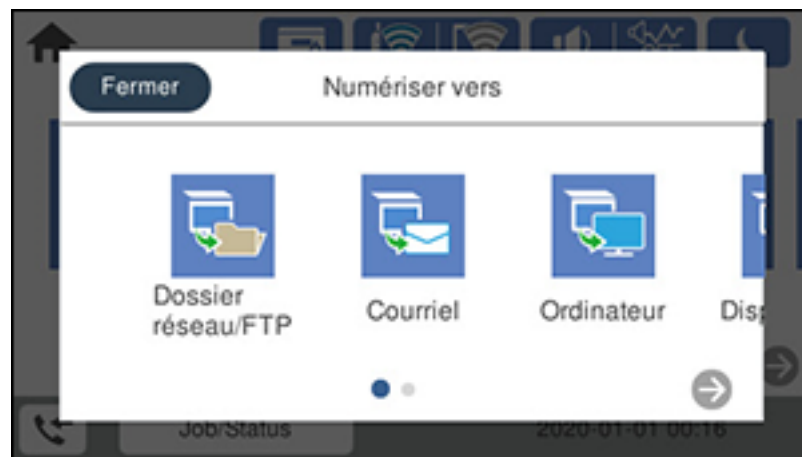 Fermer
Numériser vers
Dossier
réseau/FTP
Courriel
Ordinateur
Job/Status
2020-01-01 00:16